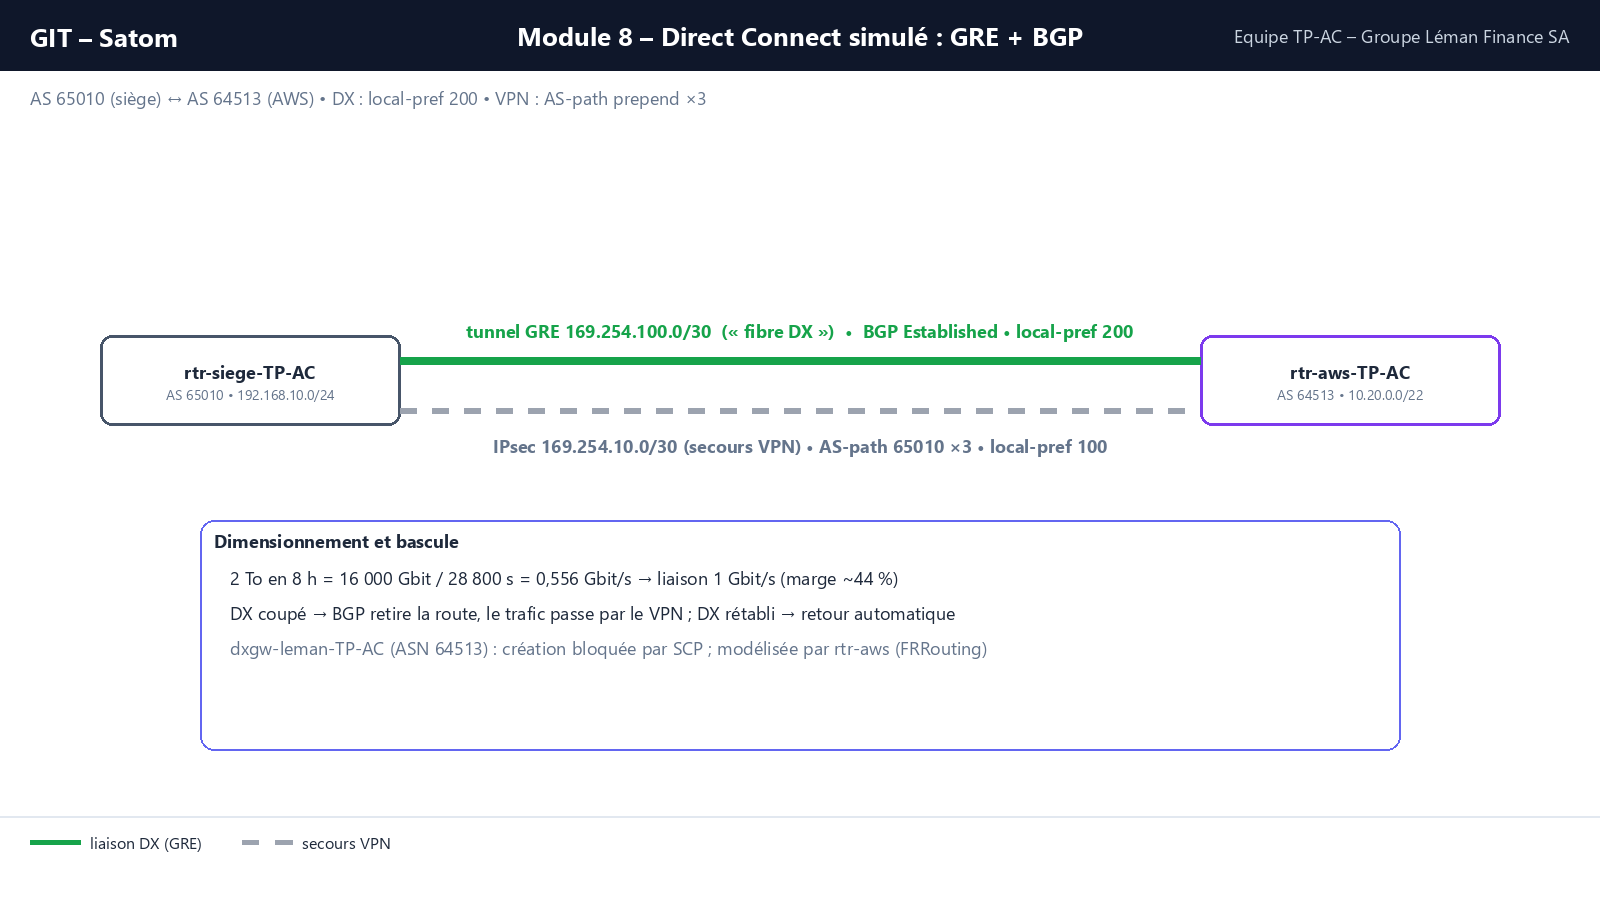 GIT – Satom
Module 8 – Direct Connect simulé : GRE + BGP
Equipe TP-AC – Groupe Léman Finance SA
AS 65010 (siège) ↔ AS 64513 (AWS) • DX : local-pref 200 • VPN : AS-path prepend ×3
tunnel GRE 169.254.100.0/30 (« fibre DX ») • BGP Established • local-pref 200
rtr-siege-TP-AC
AS 65010 • 192.168.10.0/24
rtr-aws-TP-AC
AS 64513 • 10.20.0.0/22
IPsec 169.254.10.0/30 (secours VPN) • AS-path 65010 ×3 • local-pref 100
Dimensionnement et bascule
2 To en 8 h = 16 000 Gbit / 28 800 s = 0,556 Gbit/s → liaison 1 Gbit/s (marge ~44 %)
DX coupé → BGP retire la route, le trafic passe par le VPN ; DX rétabli → retour automatique
dxgw-leman-TP-AC (ASN 64513) : création bloquée par SCP ; modélisée par rtr-aws (FRRouting)
liaison DX (GRE)
secours VPN